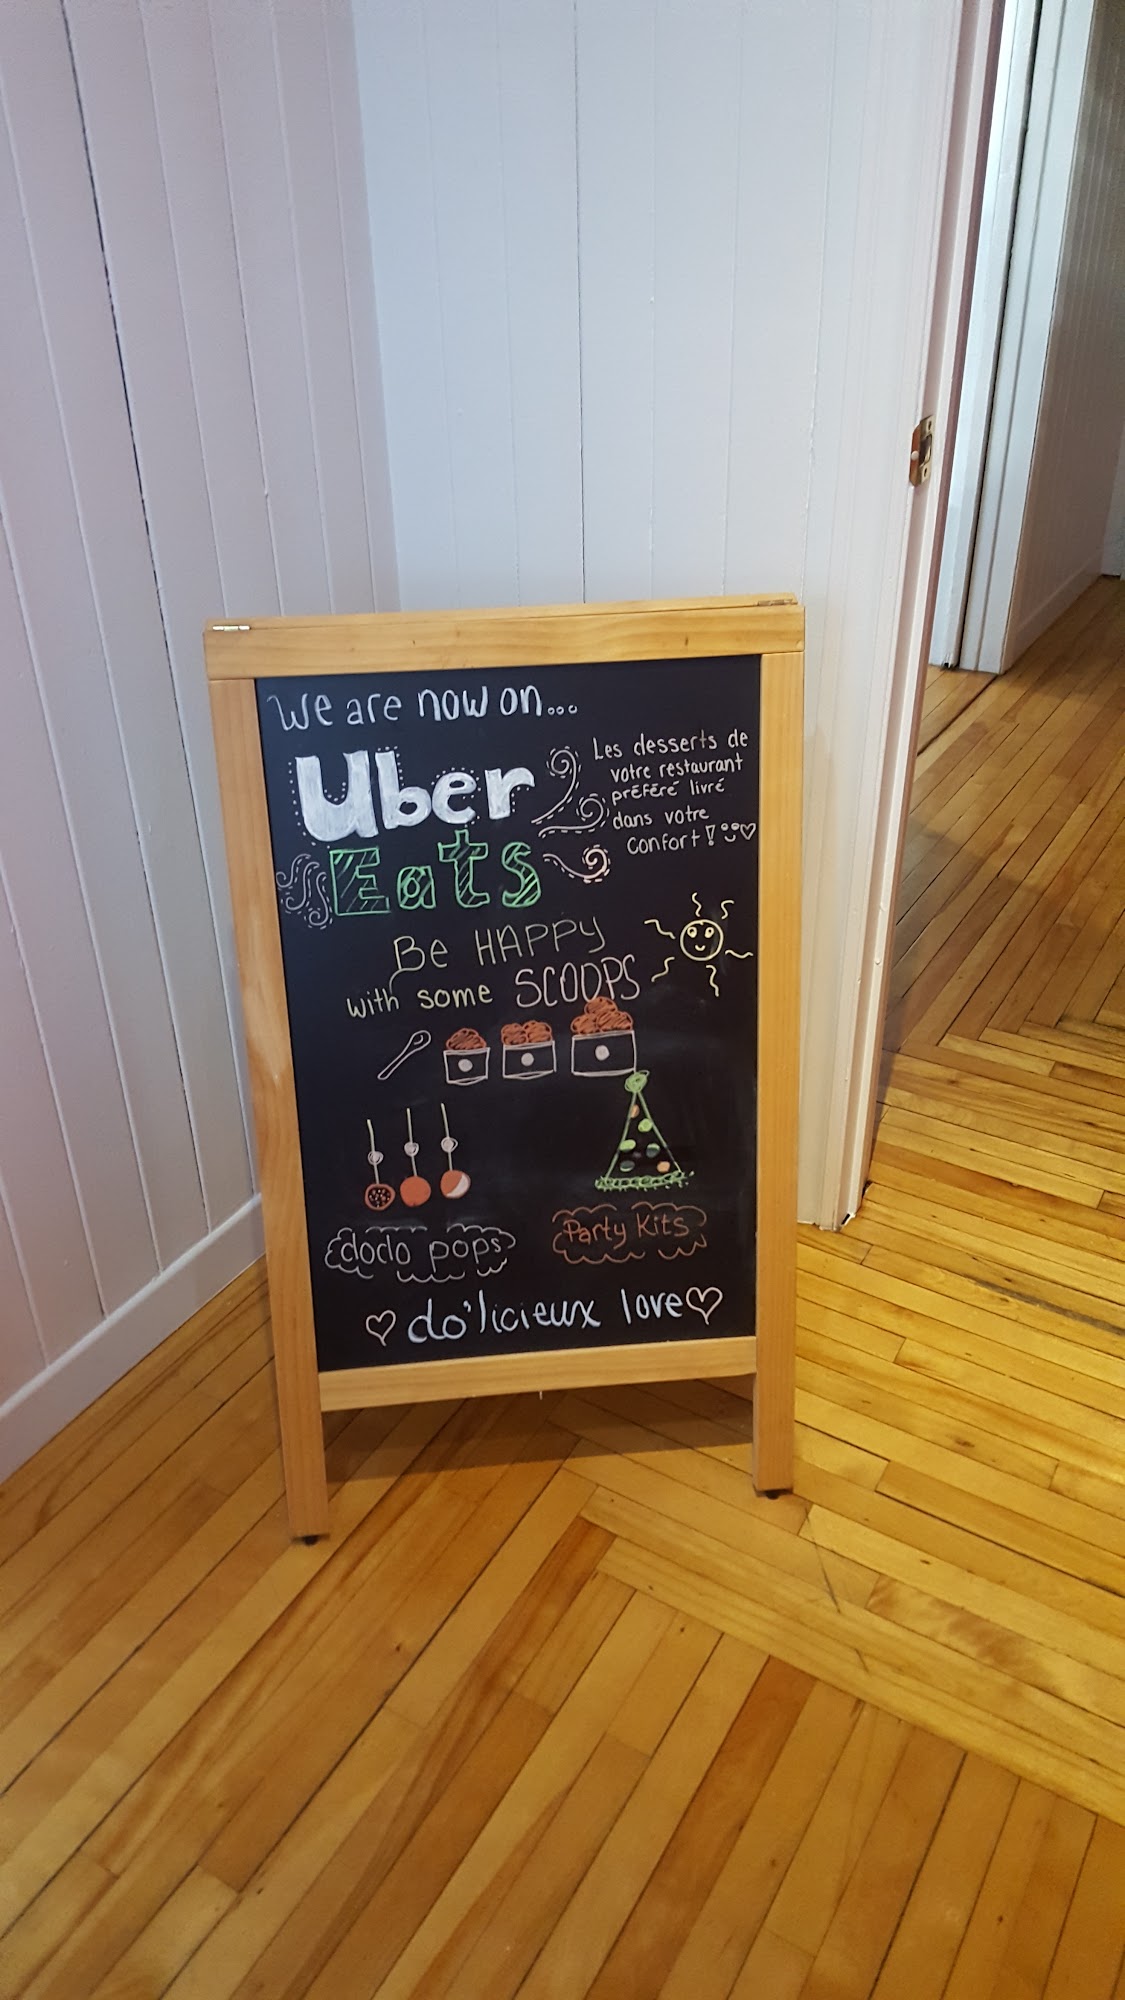 We are now on...
Uber
Eats
Les desserts de
votre restaurant
préféré livré
dans votre
confort!
Be HAPPY
with some SCOOPS
dodo pops
Party Kits
do'licieux love